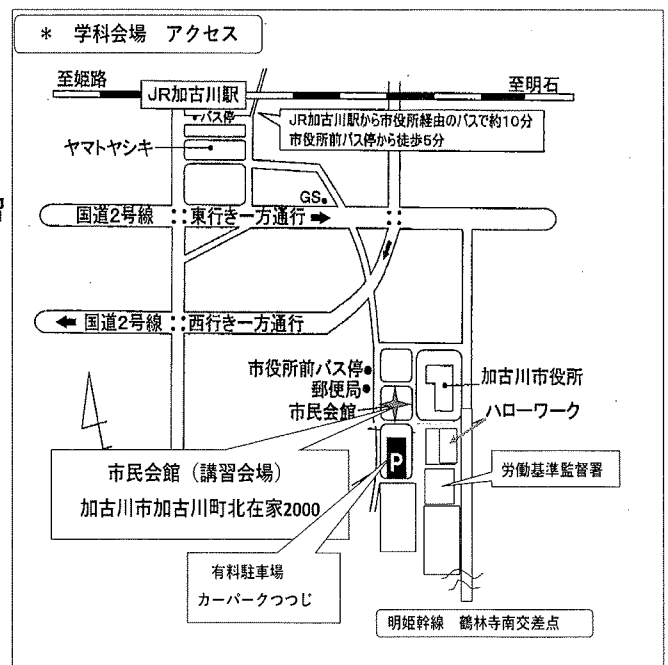 * 学科会場 アクセス
至姫路
JR加古川駅
至明石
バス停
JR加古川駅から市役所経由のバスで約10分
市役所前バス停から徒歩5分
ヤマトヤシキ
GS
国道2号線
東行き一方通行
国道2号線
西行き一方通行
市役所前バス停
郵便局
市民会館
加古川市役所
ハローワーク
P
労働基準監督署
市民会館(講習会場)
加古川市加古川町北在家2000
有料駐車場
カーパークつつじ
明姫幹線 鶴林寺南交差点